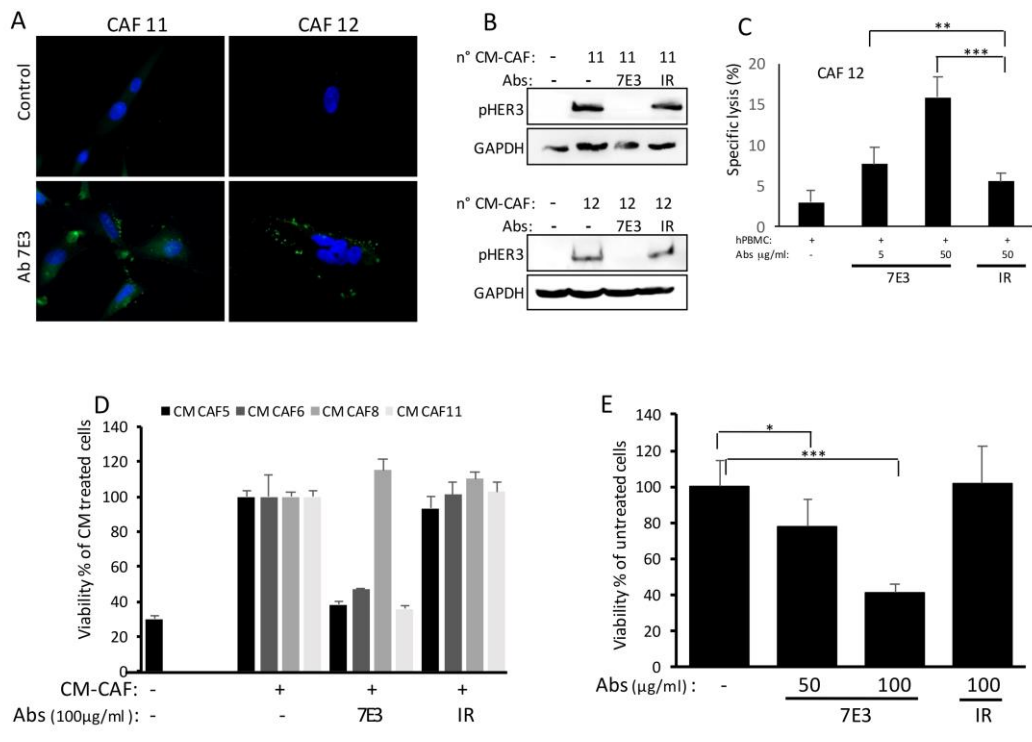 A
CAF 11
CAF 12
Control
Ab 7E3
B
n° CM-CAF: - 11 11 11
Abs: - - 7E3 IR
pHER3
GAPDH
n° CM-CAF: - 12 12 12
Abs: - - 7E3 IR
pHER3
GAPDH
C
**
***
CAF 12
Specific lysis (%)
20
15
10
5
0
hPBMC: + + + +
Abs µg/ml: - 5 50 50
7E3 IR
D
CM CAF5 CM CAF6 CM CAF8 CM CAF11
Viability % of CM treated cells
140
120
100
80
60
40
20
0
CM-CAF: - + + +
Abs (100µg/ml): - - 7E3 IR
E
*
***
Viability % of untreated cells
140
120
100
80
60
40
20
0
Abs (µg/ml) : - 50 100 100
7E3 IR